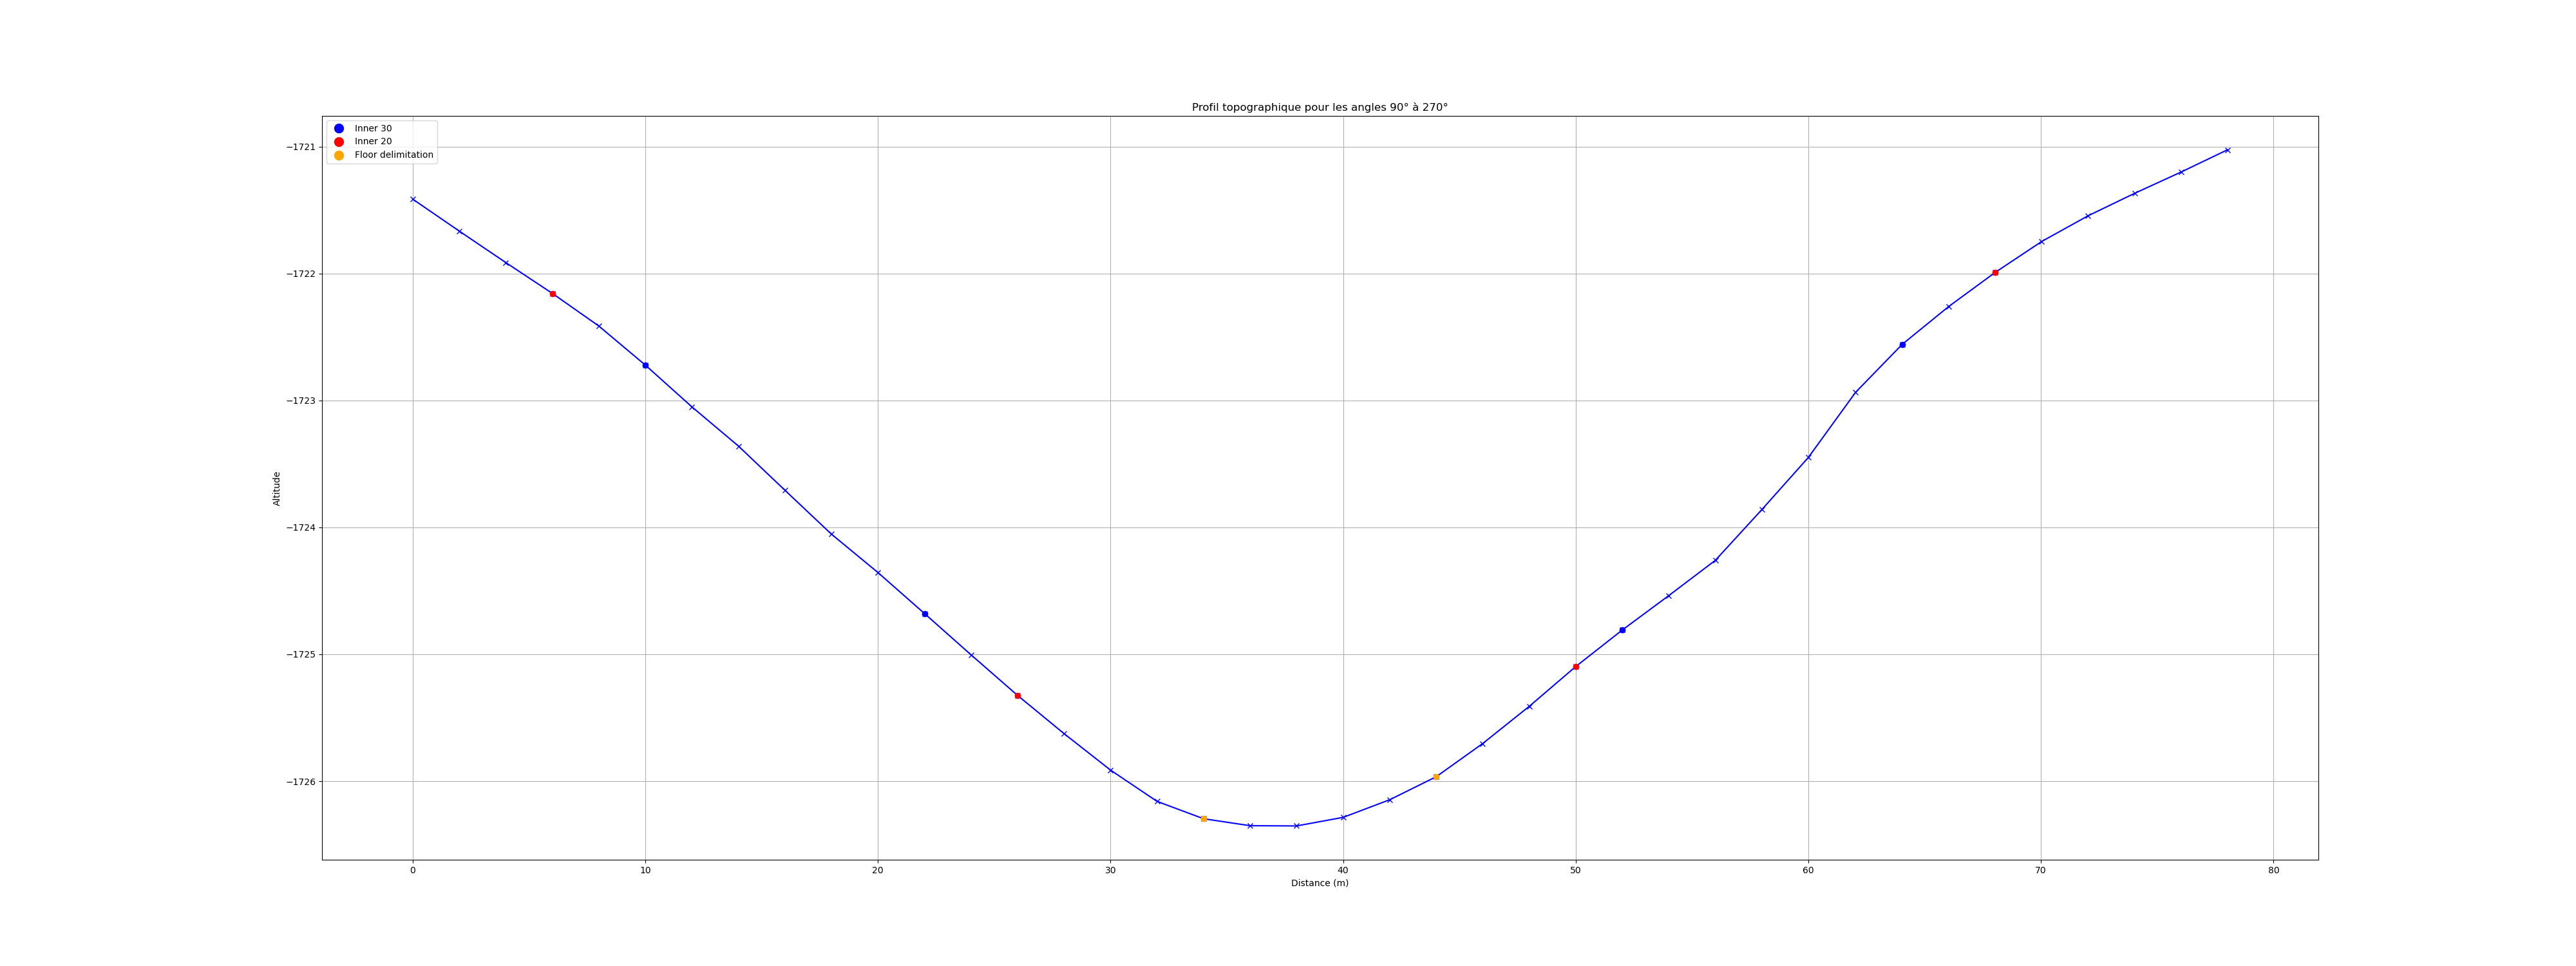 Profil topographique pour les angles 90° à 270°
Inner 30
Inner 20
Floor delimitation
−1721
−1722
−1723
−1724
−1725
−1726
Altitude
0 10 20 30 40 50 60 70 80
Distance (m)